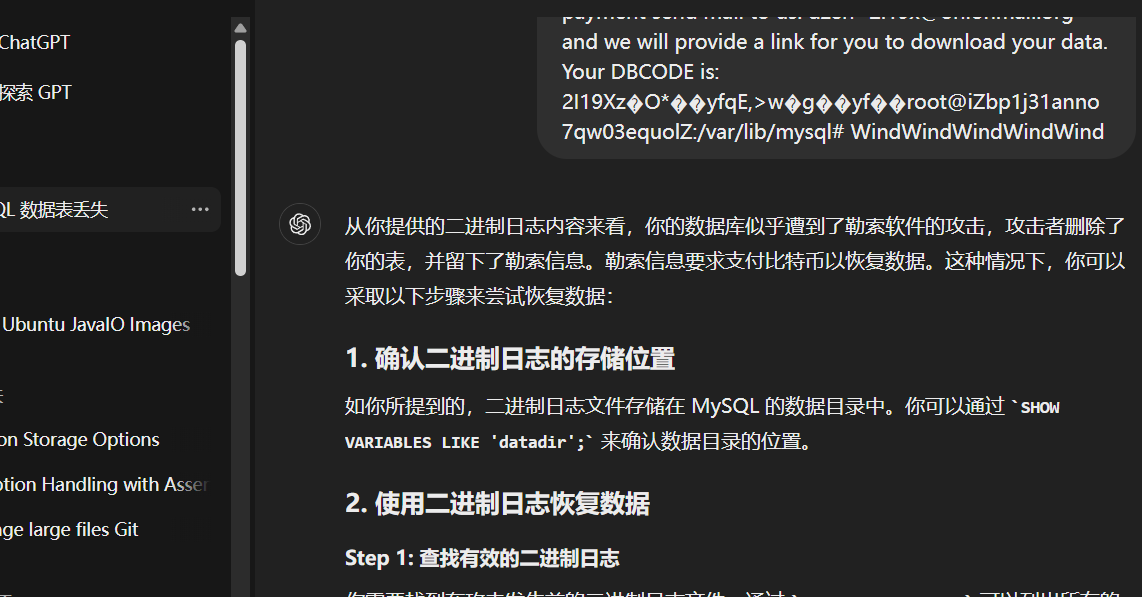 ChatGPT
探索 GPT
QL 数据表丢失
Ubuntu JavaIO Images
on Storage Options
ption Handling with Asser
age large files Git
and we will provide a link for you to download your data.
Your DBCODE is:
2I19Xz�O*��yfqE,>w�g��yf��root@iZbp1j31anno
7qw03equolZ:/var/lib/mysql# WindWindWindWindWind
从你提供的二进制日志内容来看，你的数据库似乎遭到了勒索软件的攻击，攻击者删除了
你的表，并留下了勒索信息。勒索信息要求支付比特币以恢复数据。这种情况下，你可以
采取以下步骤来尝试恢复数据：
1. 确认二进制日志的存储位置
如你所提到的，二进制日志文件存储在 MySQL 的数据目录中。你可以通过 `SHOW
VARIABLES LIKE 'datadir';` 来确认数据目录的位置。
2. 使用二进制日志恢复数据
Step 1: 查找有效的二进制日志